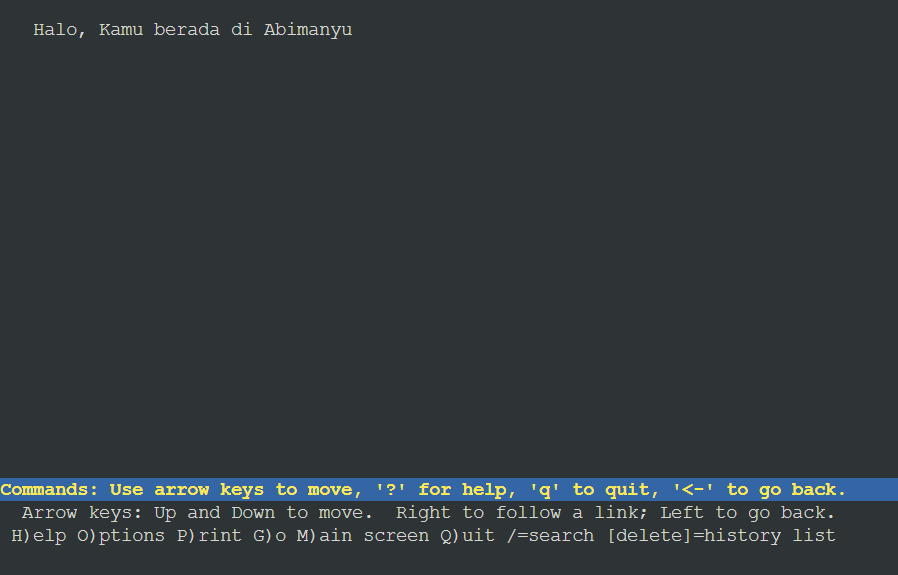 Halo, Kamu berada di Abimanyu
Commands: Use arrow keys to move, '?' for help, 'q' to quit, '<-' to go back.
Arrow keys: Up and Down to move. Right to follow a link; Left to go back.
H)elp O)ptions P)rint G)o M)ain screen Q)uit /=search [delete]=history list